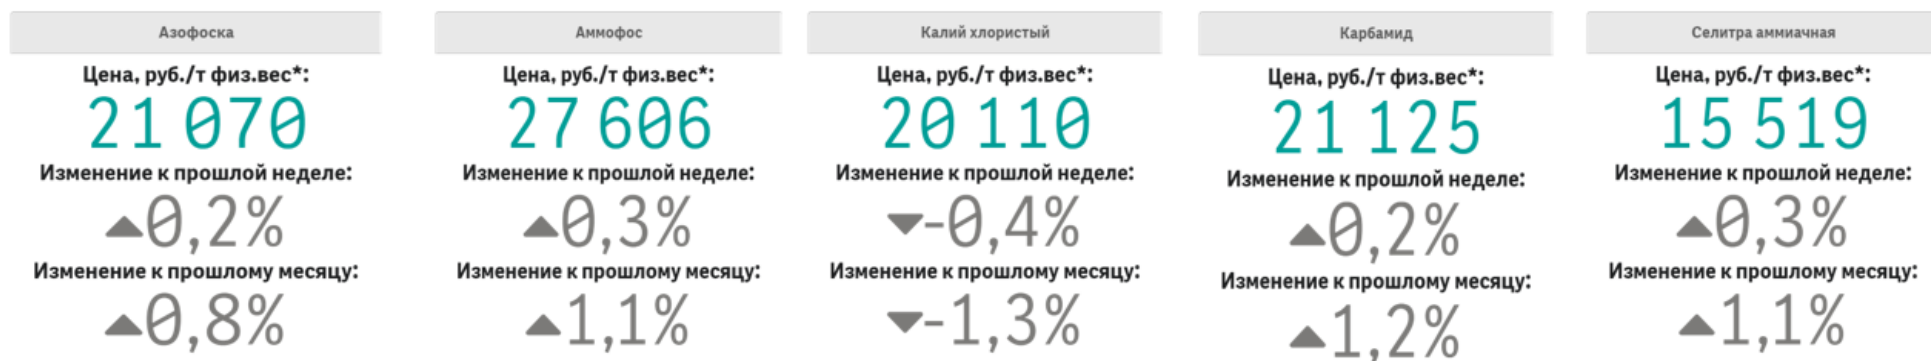 Азофоска
Цена, руб./т физ.вес*:
21 070
Изменение к прошлой неделе:
▲0,2%
Изменение к прошлому месяцу:
▲0,8%
Аммофос
Цена, руб./т физ.вес*:
27 606
Изменение к прошлой неделе:
▲0,3%
Изменение к прошлому месяцу:
▲1,1%
Калий хлористый
Цена, руб./т физ.вес*:
20 110
Изменение к прошлой неделе:
▼-0,4%
Изменение к прошлому месяцу:
▼-1,3%
Карбамид
Цена, руб./т физ.вес*:
21 125
Изменение к прошлой неделе:
▲0,2%
Изменение к прошлому месяцу:
▲1,2%
Селитра аммиачная
Цена, руб./т физ.вес*:
15 519
Изменение к прошлой неделе:
▲0,3%
Изменение к прошлому месяцу:
▲1,1%